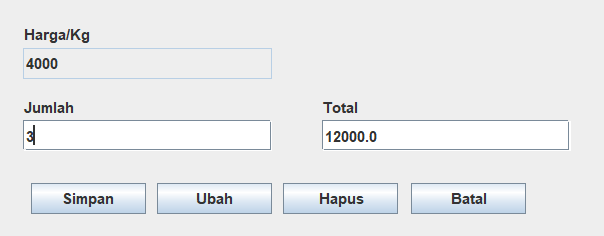 Harga/Kg
4000
Jumlah Total
3 12000.0
Simpan Ubah Hapus Batal